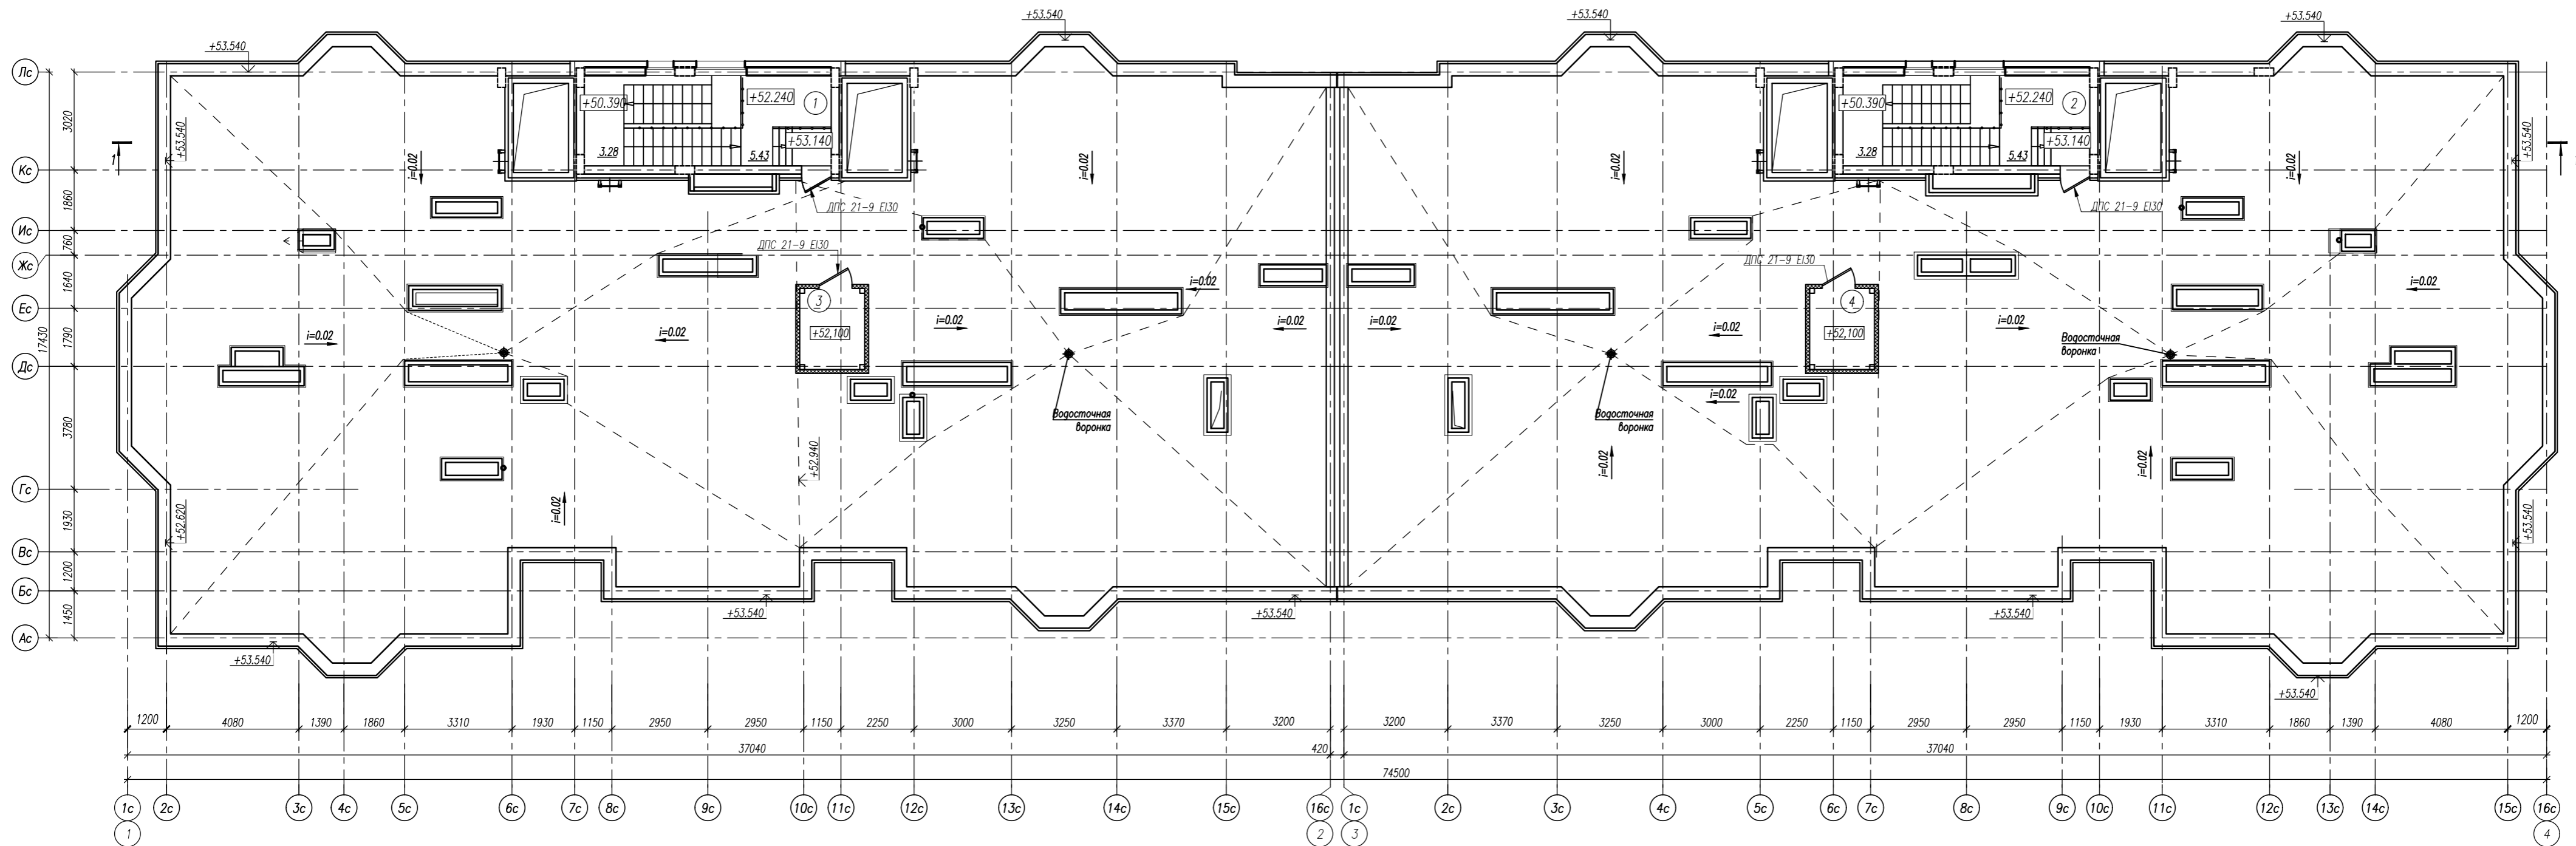 +53.540
+53.540
+53.540
+53.540
Лс
+50.390
+52.240
1
+53.140
3.28
5.43
+50.390
+52.240
2
+53.140
3.28
5.43
3020
+53.540
+53.540
1
i=0.02
i=0.02
i=0.02
i=0.02
Кс
1860
ДПС 21-9 EI30
ДПС 21-9 EI30
Ис
760
ДПС 21-9 EI30
ДПС 21-9 EI30
Жс
1640
i=0.02
i=0.02
3
4
Ес
17430
1790
i=0.02
i=0.02
+52,100
i=0.02
i=0.02
i=0.02
i=0.02
+52,100
i=0.02
Водосточная
воронка
Дс
3780
i=0.02
Водосточная
воронка
Водосточная
воронка
+52.940
i=0.02
i=0.02
Гс
1930
+52.620
i=0.02
+53.540
Вс
1200
Бс
1450
+53.540
+53.540
+53.540
Ас
+53.540
+53.540
1200
4080
1390
1860
3310
1930
1150
2950
2950
1150
2250
3000
3250
3370
3200
3200
3370
3250
3000
2250
1150
2950
2950
1150
1930
3310
1860
1390
4080
1200
37040
420
37040
74500
1с
2с
3с
4с
5с
6с
7с
8с
9с
10с
11с
12с
13с
14с
15с
16с
1с
2с
3с
4с
5с
6с
7с
8с
9с
10с
11с
12с
13с
14с
15с
16с
1
2
3
4